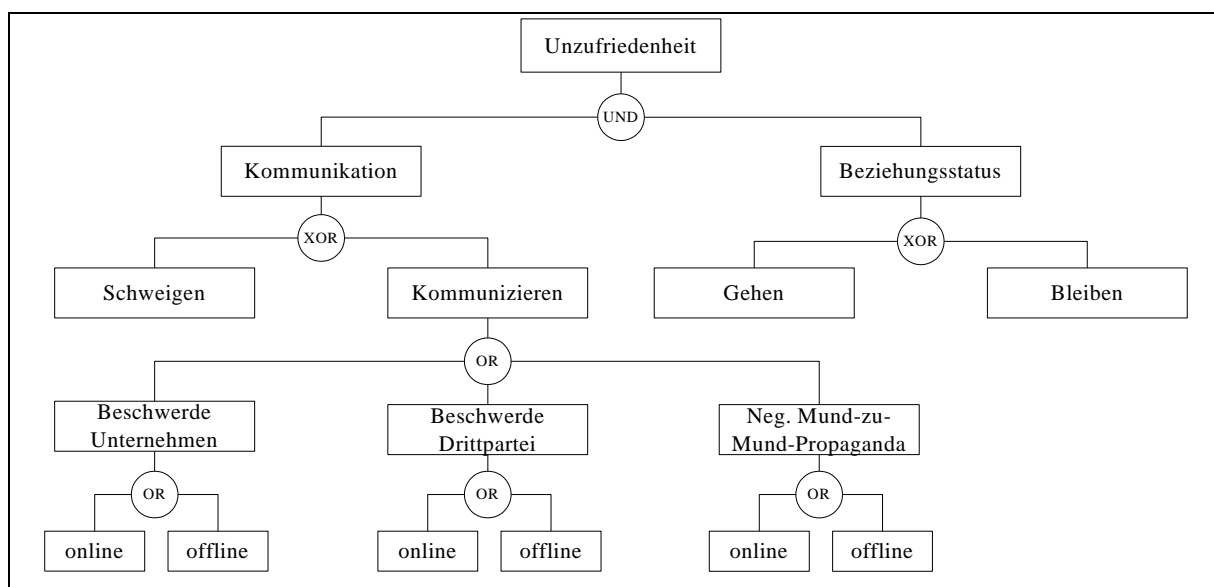 Unzufriedenheit
UND
Kommunikation
Beziehungsstatus
XOR
XOR
Schweigen
Kommunizieren
Gehen
Bleiben
OR
Beschwerde
Unternehmen
Beschwerde
Drittpartei
Neg. Mund-zu-
Mund-Propaganda
OR
OR
OR
online
offline
online
offline
online
offline